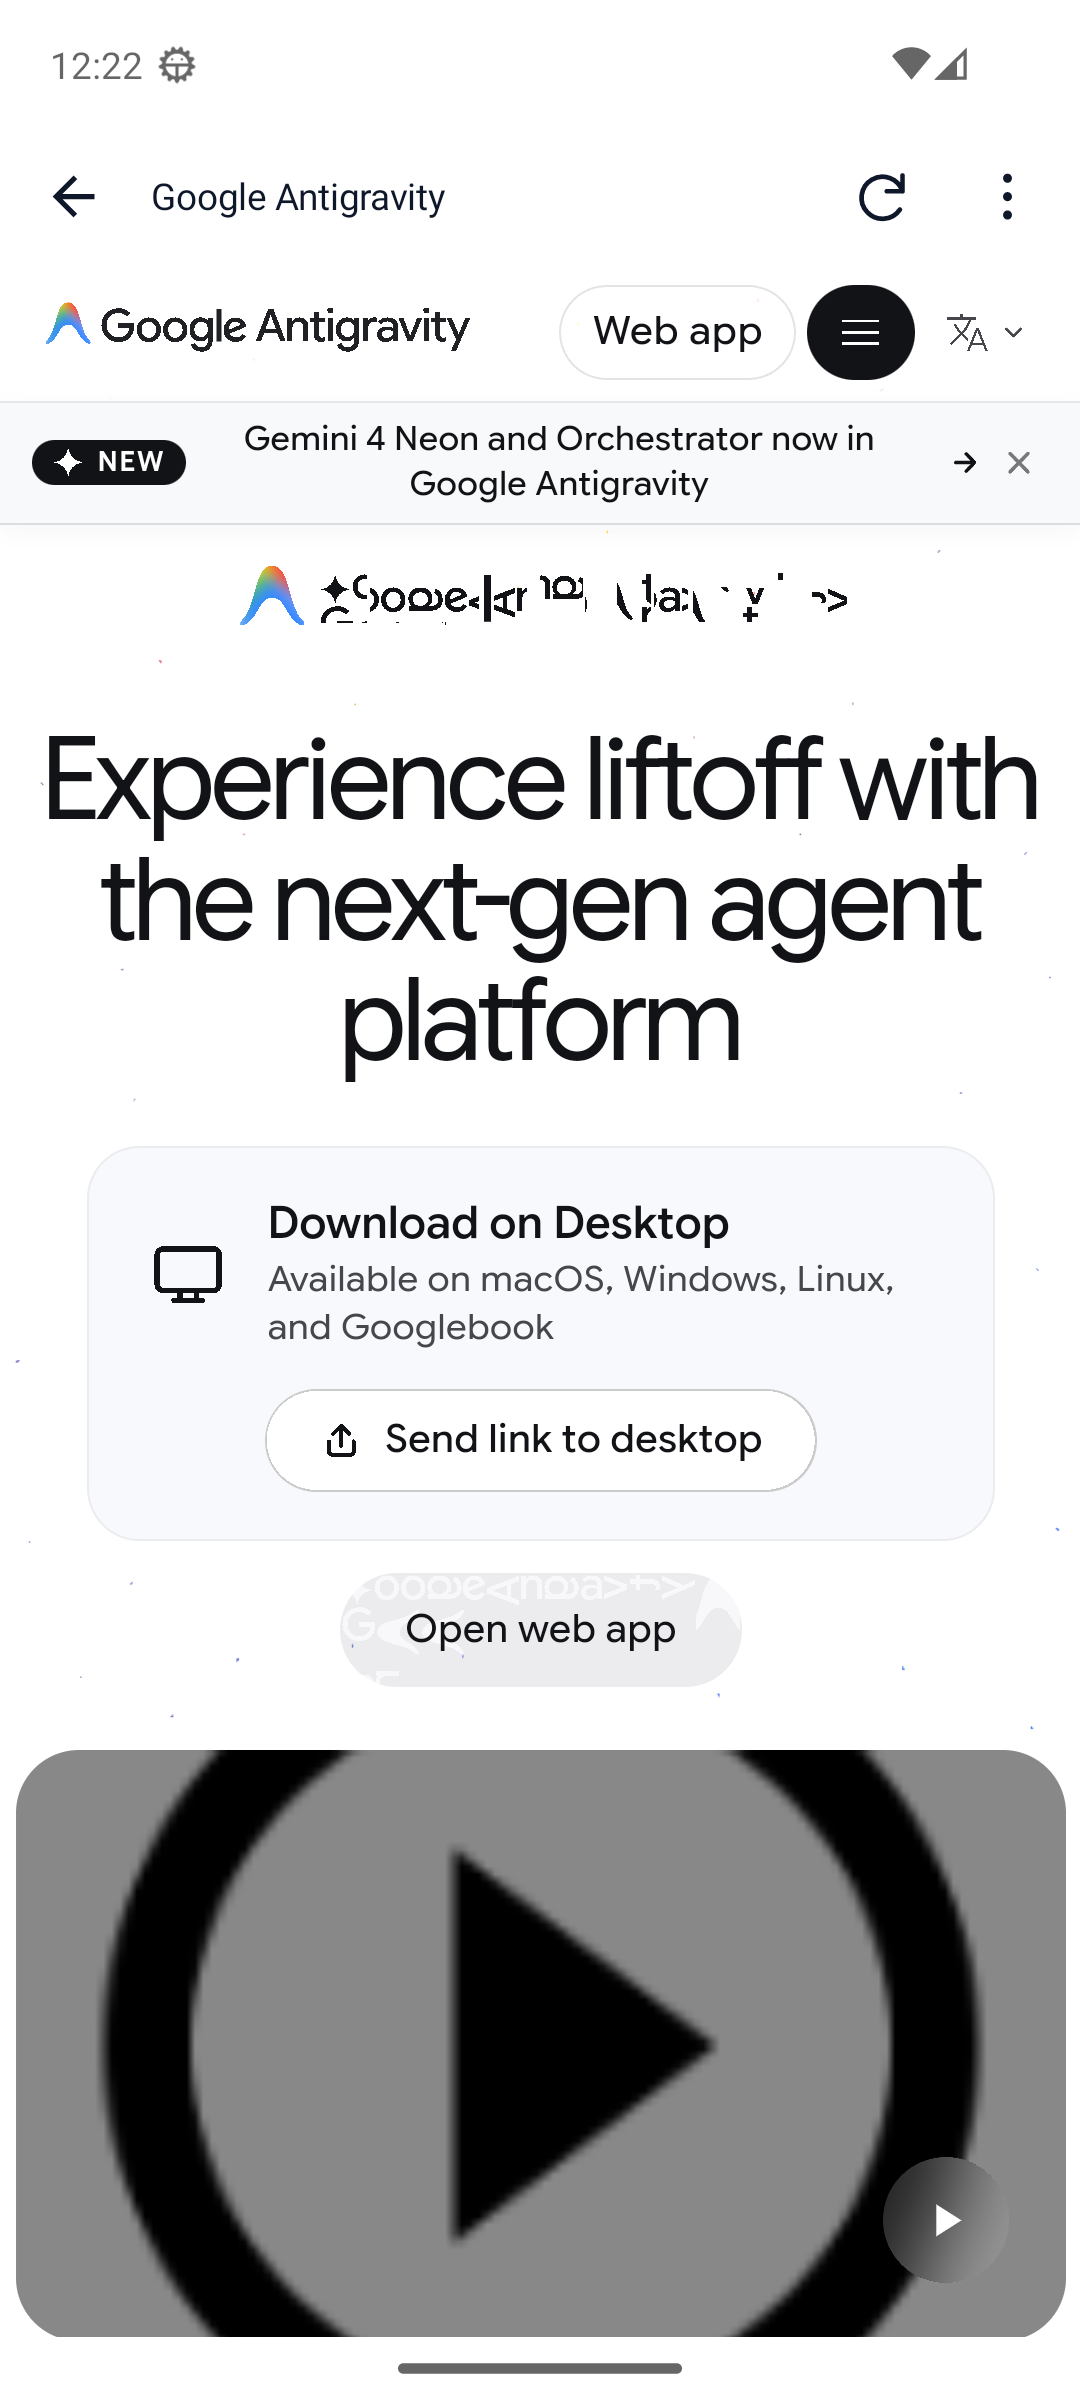 12:22
Google Antigravity
Google Antigravity
Web app
NEW
Gemini 4 Neon and Orchestrator now in
Google Antigravity
Experience liftoff with
the next-gen agent
platform
Download on Desktop
Available on macOS, Windows, Linux,
and Googlebook
Send link to desktop
Open web app